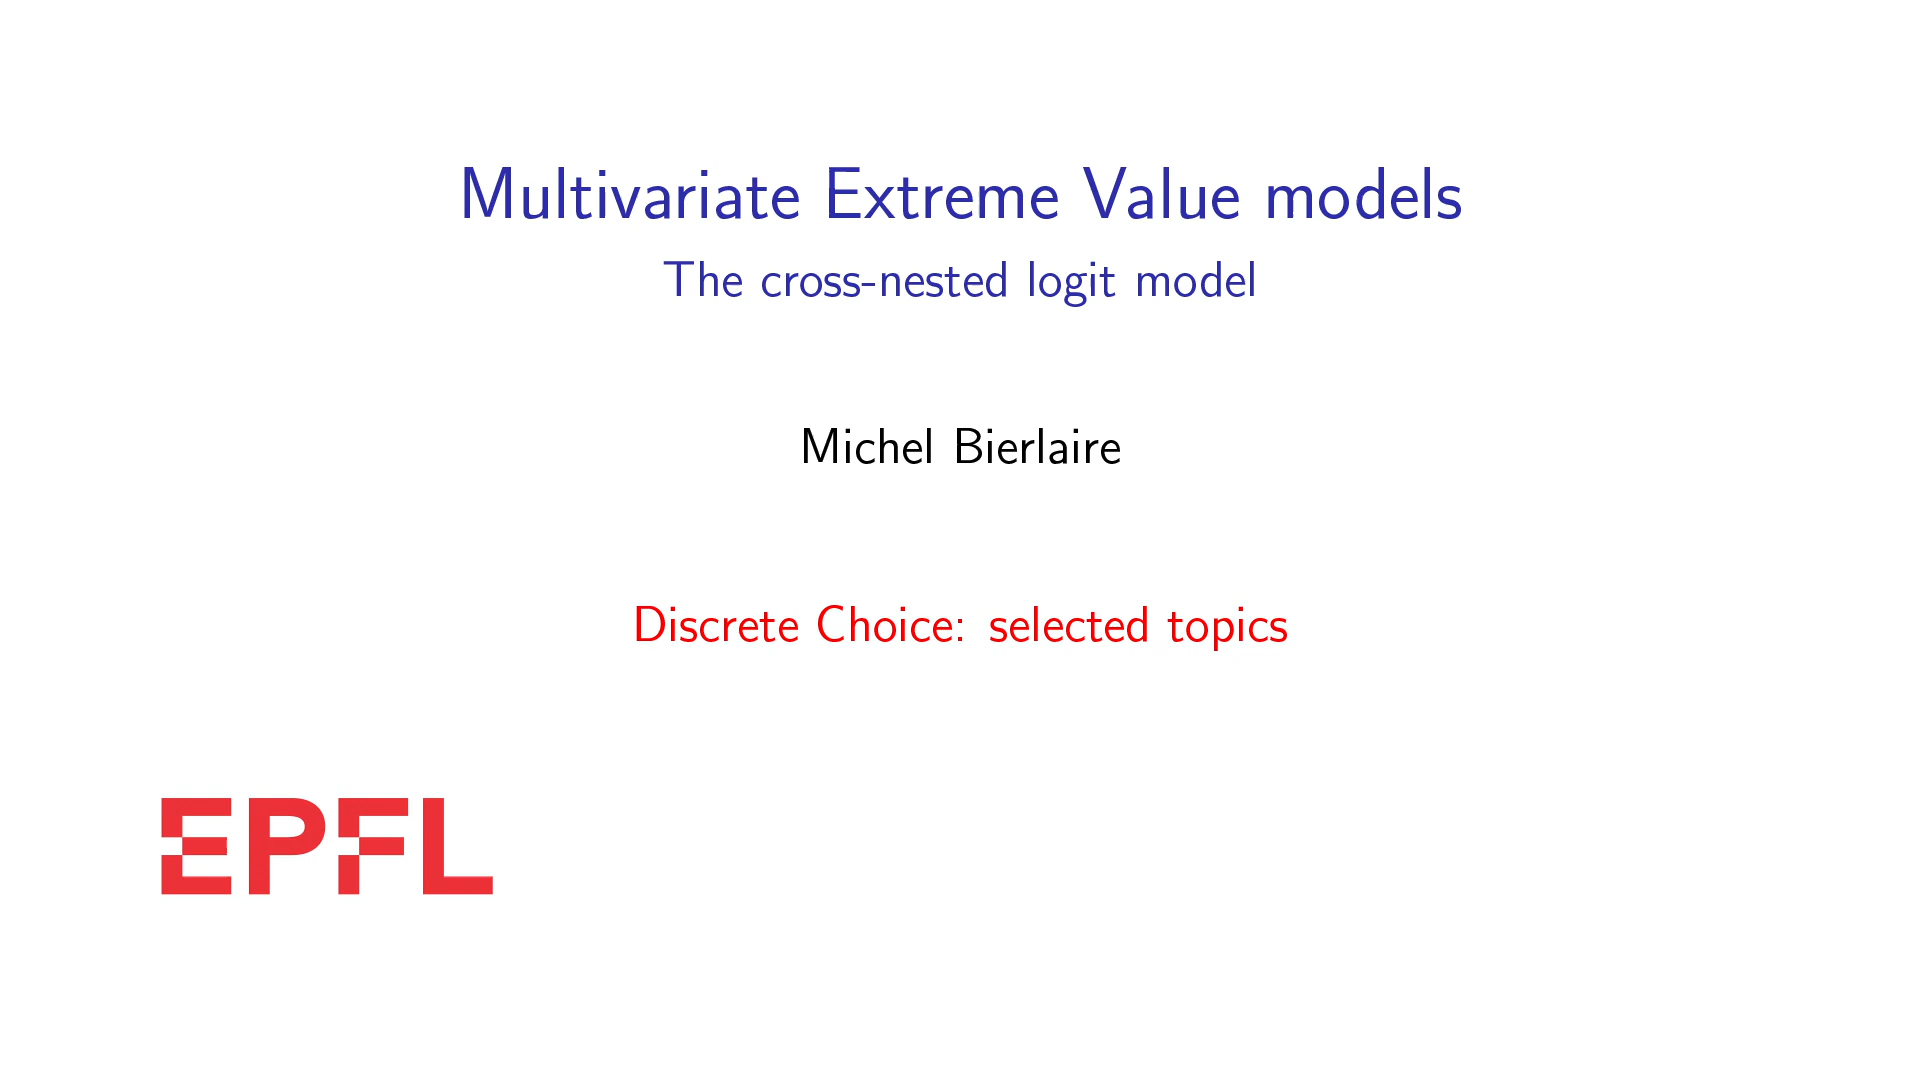 Multivariate Extreme Value models
The cross-nested logit model
Michel Bierlaire
Discrete Choice: selected topics
EPFL